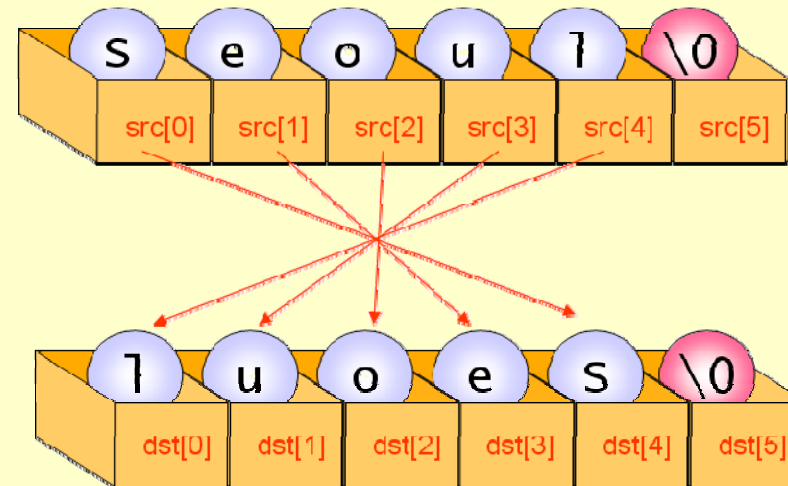 s e o u l \0
src[0] src[1] src[2] src[3] src[4] src[5]
l u o e s \0
dst[0] dst[1] dst[2] dst[3] dst[4] dst[5]